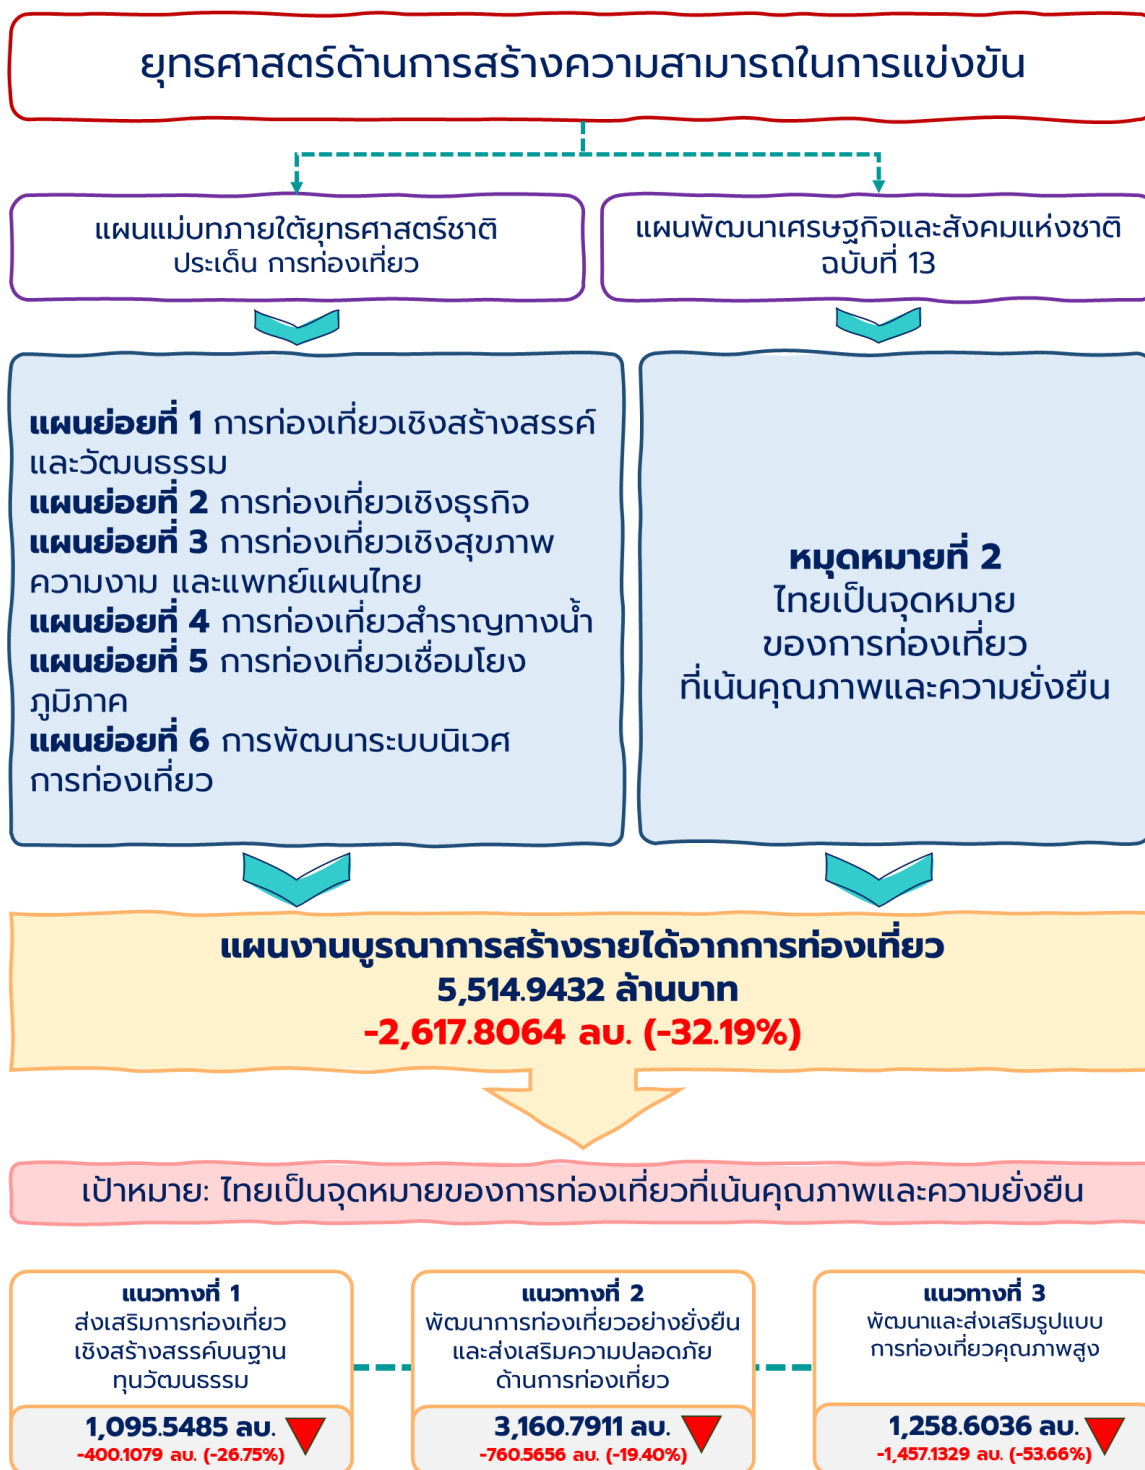 ยุทธศาสตร์ด้านการสร้างความสามารถในการแข่งขัน
แผนแม่บทภายใต้ยุทธศาสตร์ชาติ
ประเด็น การท่องเที่ยว
แผนพัฒนาเศรษฐกิจและสังคมแห่งชาติ
ฉบับที่ 13
แผนย่อยที่ 1 การท่องเที่ยวเชิงสร้างสรรค์
และวัฒนธรรม
แผนย่อยที่ 2 การท่องเที่ยวเชิงธุรกิจ
แผนย่อยที่ 3 การท่องเที่ยวเชิงสุขภาพ
ความงาม และแพทย์แผนไทย
แผนย่อยที่ 4 การท่องเที่ยวสำราญทางน้ำ
แผนย่อยที่ 5 การท่องเที่ยวเชื่อมโยง
ภูมิภาค
แผนย่อยที่ 6 การพัฒนาระบบนิเวศ
การท่องเที่ยว
หมุดหมายที่ 2
ไทยเป็นจุดหมาย
ของการท่องเที่ยว
ที่เน้นคุณภาพและความยั่งยืน
แผนงานบูรณาการสร้างรายได้จากการท่องเที่ยว
5,514.9432 ล้านบาท
-2,617.8064 ลบ. (-32.19%)
เป้าหมาย: ไทยเป็นจุดหมายของการท่องเที่ยวที่เน้นคุณภาพและความยั่งยืน
แนวทางที่ 1
ส่งเสริมการท่องเที่ยว
เชิงสร้างสรรค์บนฐาน
ทุนวัฒนธรรม
1,095.5485 ลบ.
-400.1079 ลบ. (-26.75%)
แนวทางที่ 2
พัฒนาการท่องเที่ยวอย่างยั่งยืน
และส่งเสริมความปลอดภัย
ด้านการท่องเที่ยว
3,160.7911 ลบ.
-760.5656 ลบ. (-19.40%)
แนวทางที่ 3
พัฒนาและส่งเสริมรูปแบบ
การท่องเที่ยวคุณภาพสูง
1,258.6036 ลบ.
-1,457.1329 ลบ. (-53.66%)